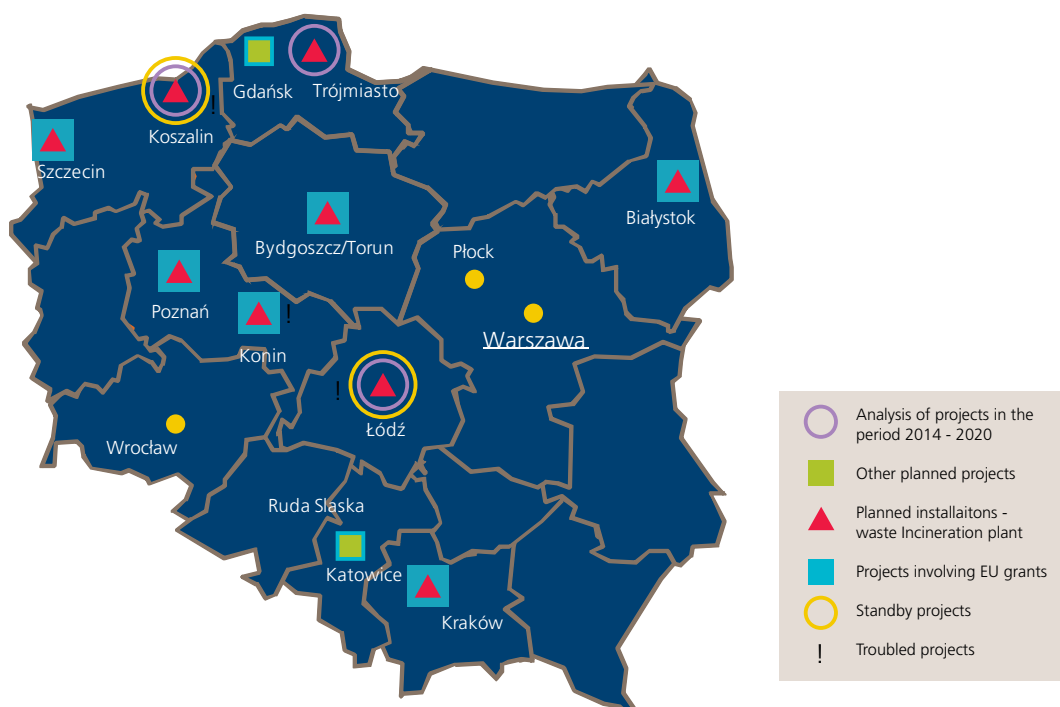 Gdańsk
Trójmiasto
!
Koszalin
Szczecin
Białystok
Bydgoszcz/Torun
Płock
Poznań
!
Warszawa
Konin
!
Łódź
Wrocław
Ruda Slaska
Katowice
Kraków
Analysis of projects in the
period 2014 - 2020
Other planned projects
Planned installaitons -
waste Incineration plant
Projects involving EU grants
Standby projects
! Troubled projects